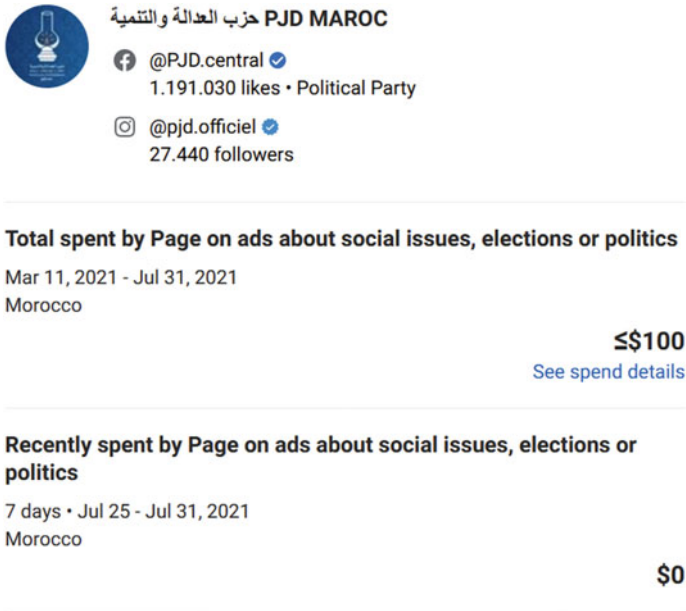 PJD MAROC حزب العدالة والتنمية
@PJD.central
1.191.030 likes • Political Party
@pjd.officiel
27.440 followers
Total spent by Page on ads about social issues, elections or politics
Mar 11, 2021 - Jul 31, 2021
Morocco
≤$100
See spend details
Recently spent by Page on ads about social issues, elections or
politics
7 days • Jul 25 - Jul 31, 2021
Morocco
$0